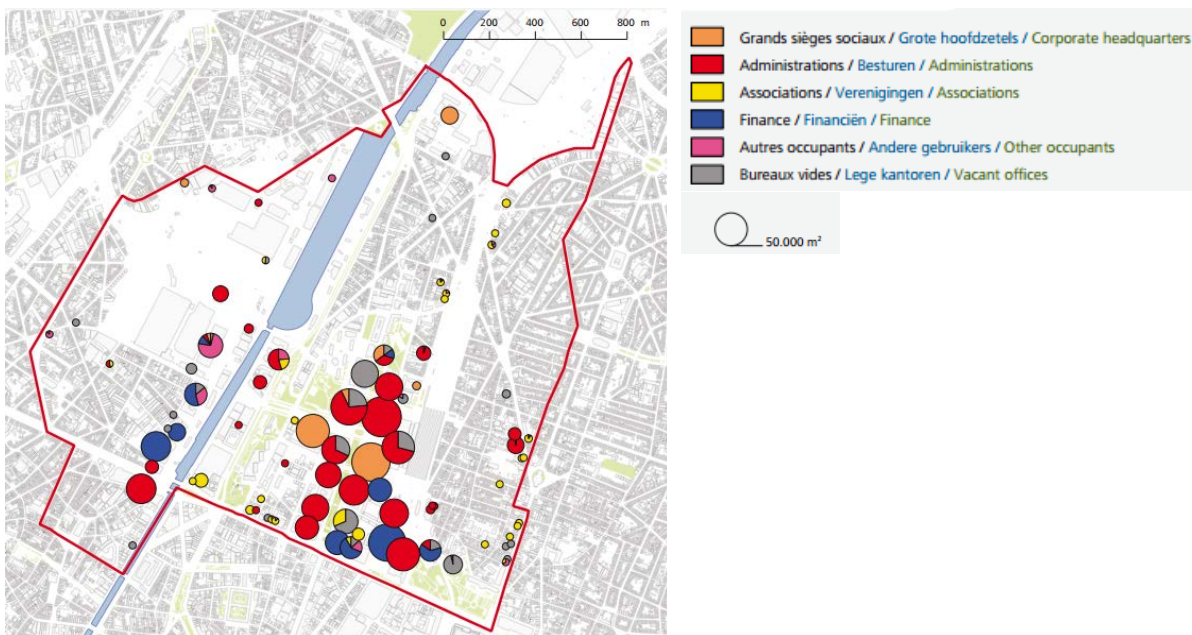 0 200 400 600 800 m
Grands sièges sociaux / Grote hoofdzetels / Corporate headquarters
Administrations / Besturen / Administrations
Associations / Verenigingen / Associations
Finance / Financiën / Finance
Autres occupants / Andere gebruikers / Other occupants
Bureaux vides / Lege kantoren / Vacant offices
50.000 m²